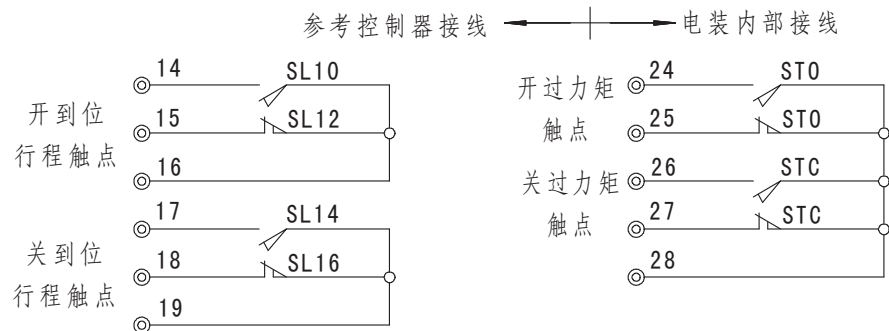 参考控制器接线 电装内部接线
开到位
行程触点
14 SL10
15 SL12
16
关到位
行程触点
17 SL14
18 SL16
19
开过力矩
触点
24 STO
25 STO
关过力矩
触点
26 STC
27 STC
28